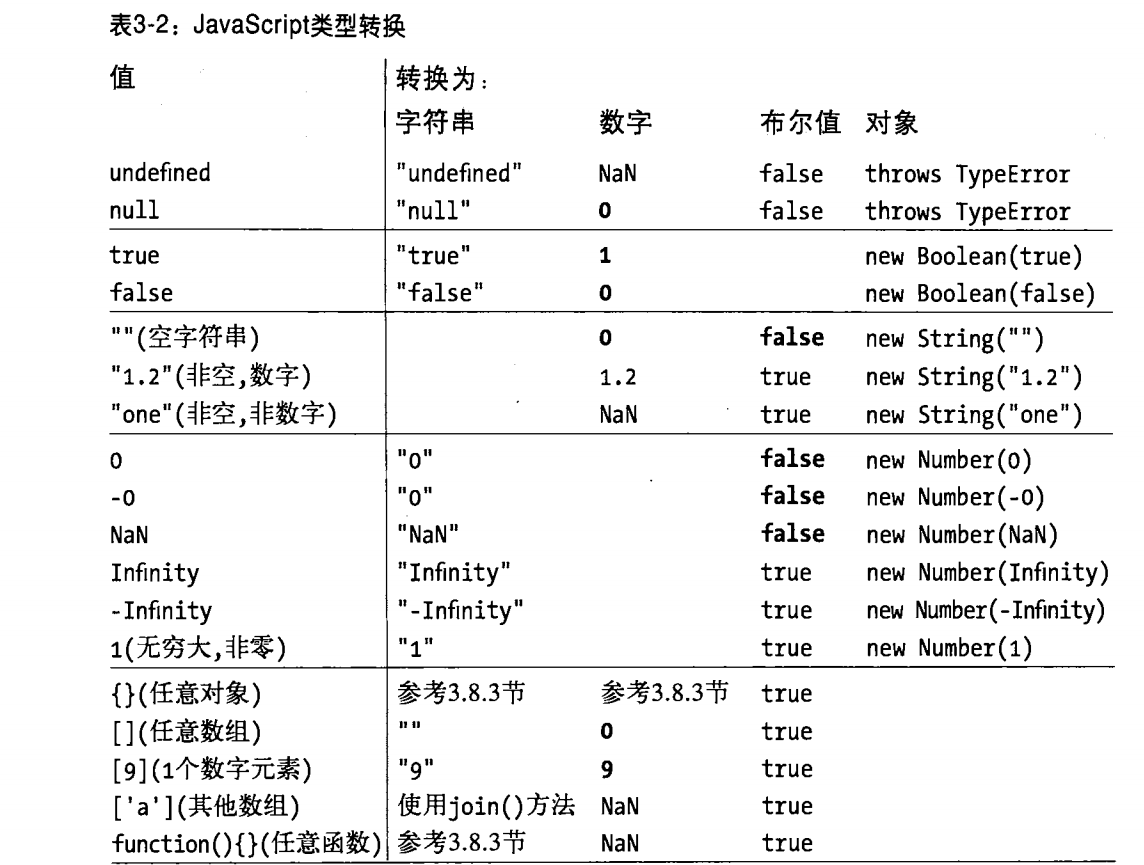 表3-2：JavaScript类型转换
值 转换为：
字符串 数字 布尔值 对象
undefined "undefined" NaN false throws TypeError
null "null" 0 false throws TypeError
true "true" 1 new Boolean(true)
false "false" 0 new Boolean(false)
""(空字符串) 0 false new String("")
"1.2"(非空,数字) 1.2 true new String("1.2")
"one"(非空,非数字) NaN true new String("one")
0 "0" false new Number(0)
-0 "0" false new Number(-0)
NaN "NaN" false new Number(NaN)
Infinity "Infinity" true new Number(Infinity)
-Infinity "-Infinity" true new Number(-Infinity)
1(无穷大,非零) "1" true new Number(1)
{}(任意对象) 参考3.8.3节 参考3.8.3节 true
[](任意数组) "" 0 true
[9](1个数字元素) "9" 9 true
['a'](其他数组) 使用join()方法 NaN true
function(){}(任意函数) 参考3.8.3节 NaN true